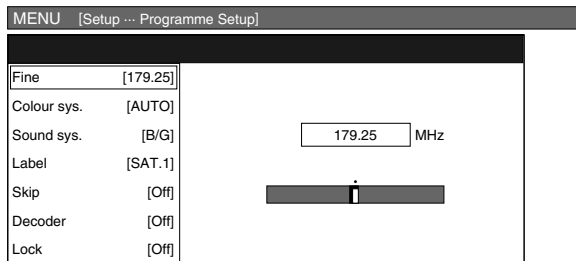 MENU [Setup ··· Programme Setup]
Fine [179.25]
Colour sys. [AUTO]
Sound sys. [B/G]
179.25 MHz
Label [SAT.1]
Skip [Off]
Decoder [Off]
Lock [Off]